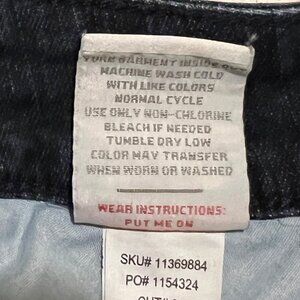 TURN GARMENT INSIDE OUT
MACHINE WASH COLD
WITH LIKE COLORS
NORMAL CYCLE
USE ONLY NON-CHLORINE
BLEACH IF NEEDED
TUMBLE DRY LOW
COLOR MAY TRANSFER
WHEN WORN OR WASHED
WEAR INSTRUCTIONS:
PUT ME ON
SKU# 11369884
PO# 1154324